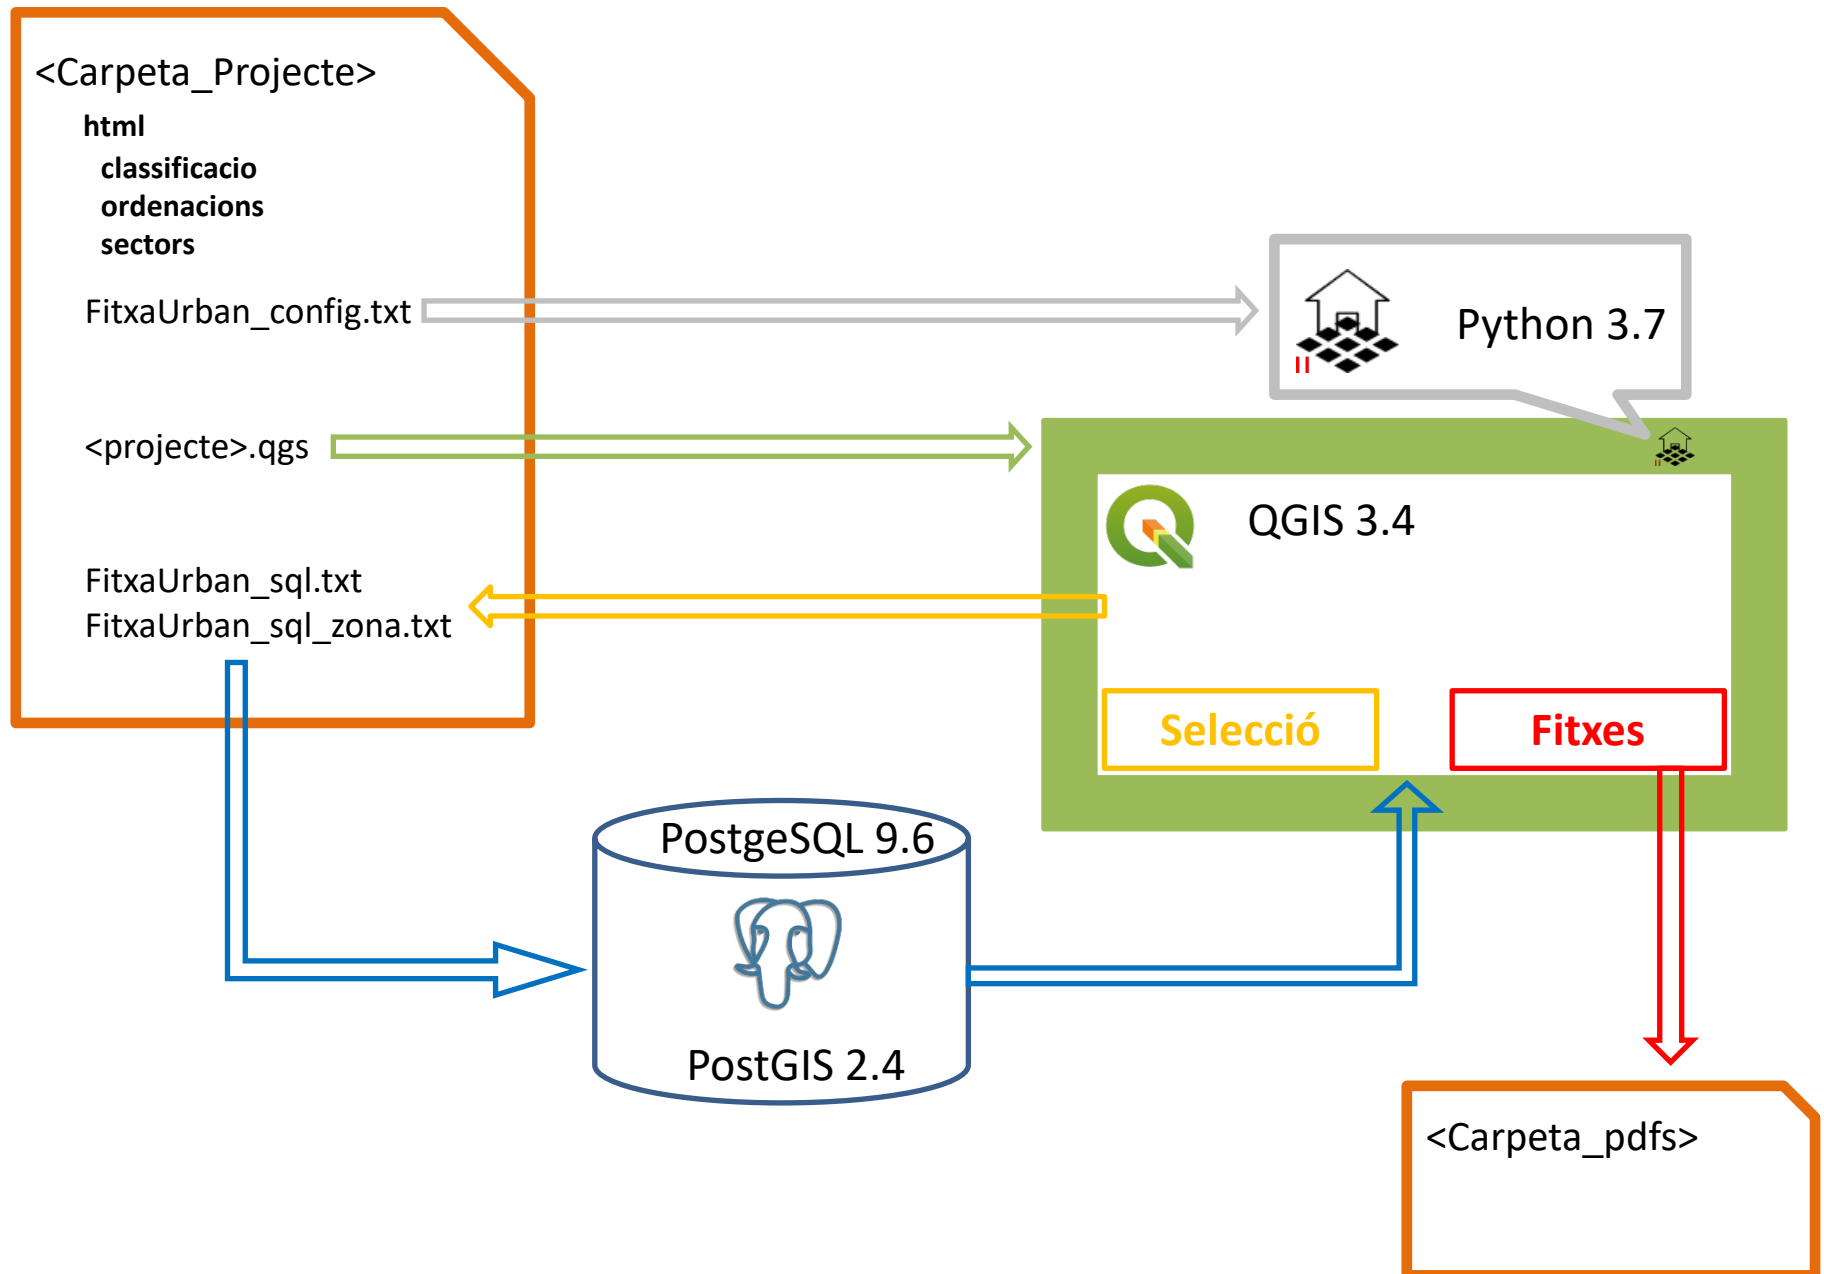 <Carpeta_Projecte>
html
classificacio
ordenacions
sectors
FitxaUrban_config.txt
Python 3.7
<projecte>.qgs
QGIS 3.4
FitxaUrban_sql.txt
FitxaUrban_sql_zona.txt
Selecció
Fitxes
PostgeSQL 9.6
PostGIS 2.4
<Carpeta_pdfs>